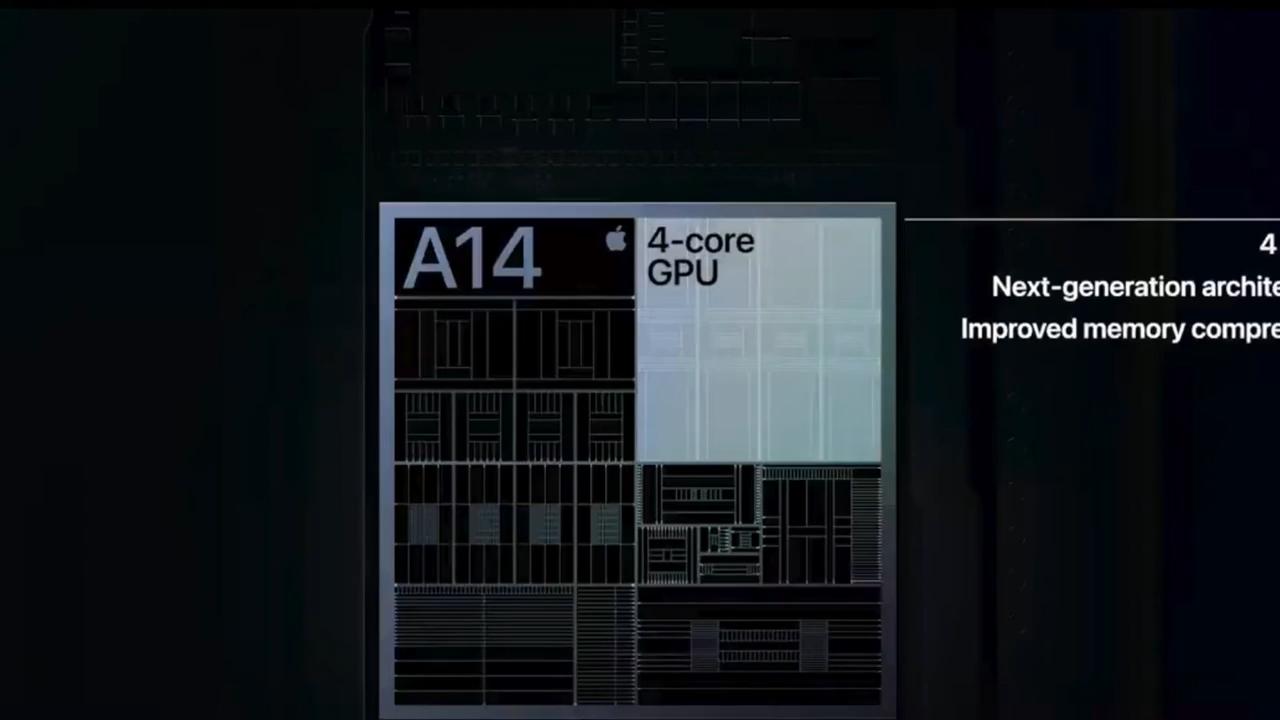 A14
4-core
GPU
4
Next-generation archite
Improved memory compre